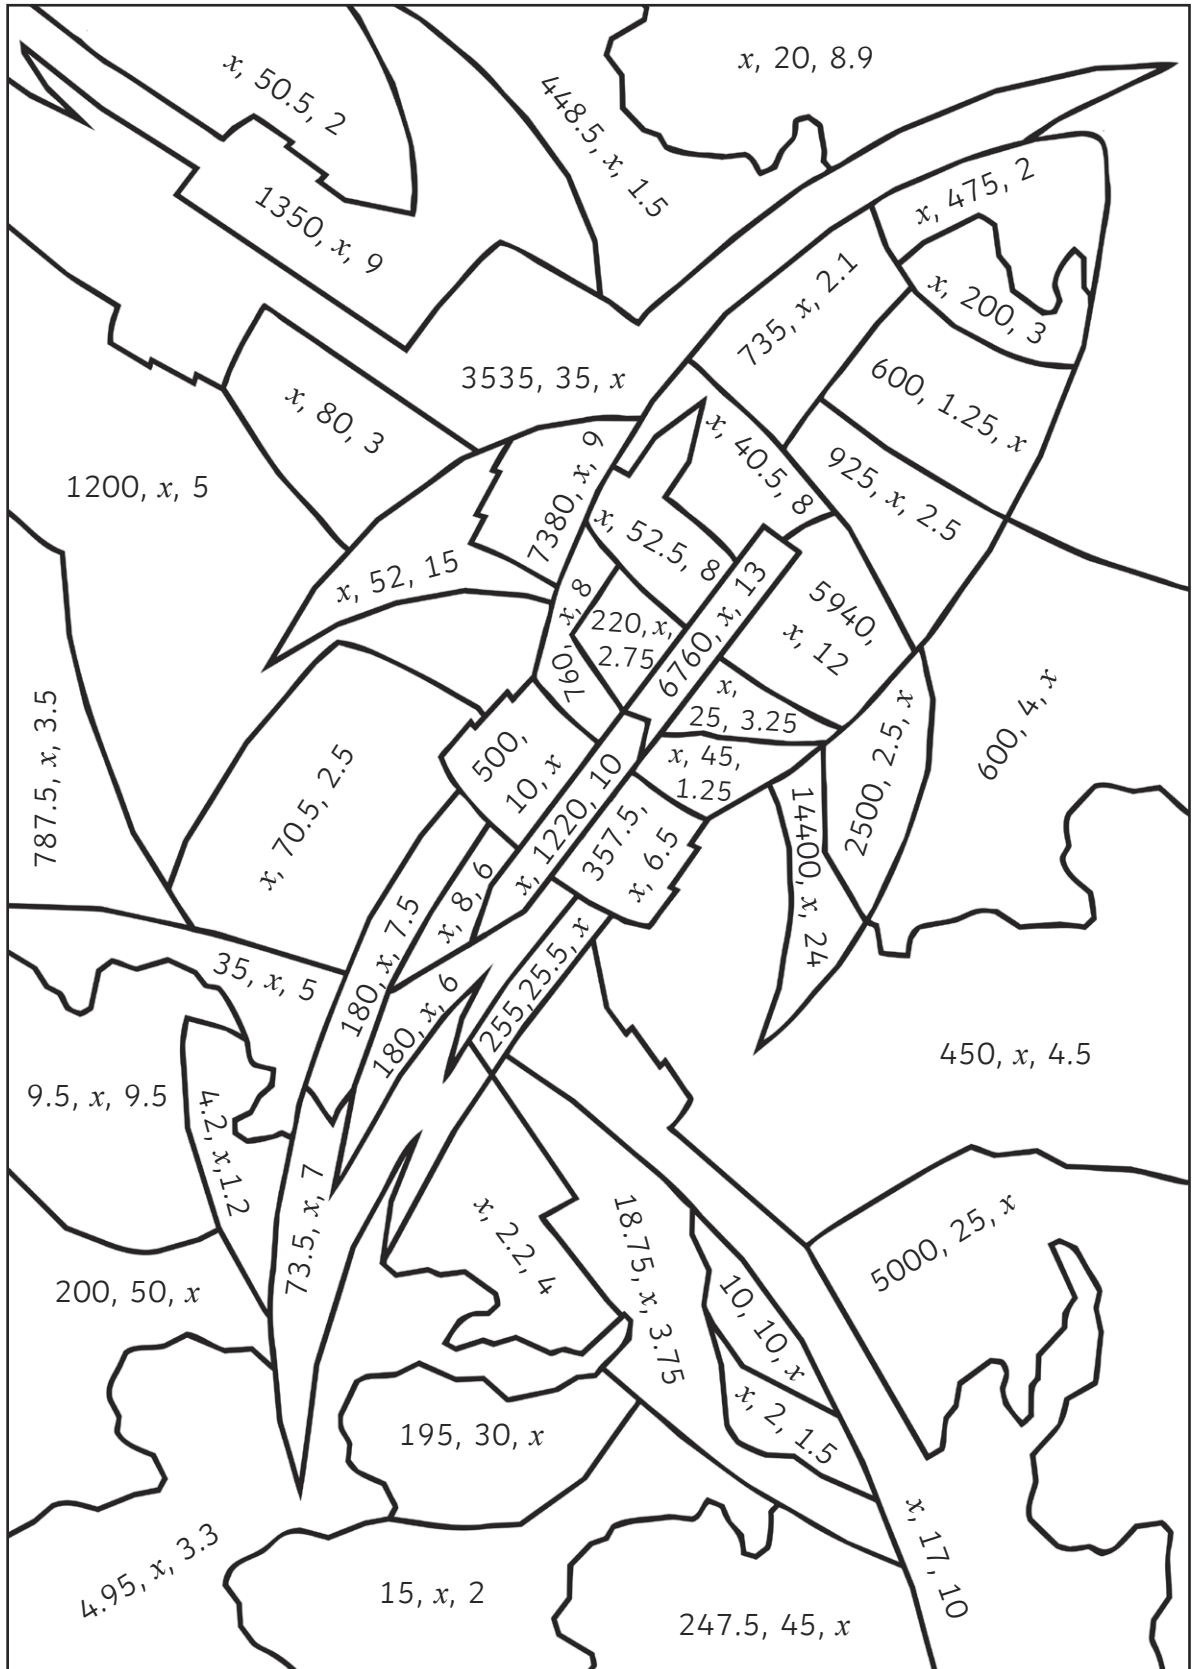 x, 50.5, 2
448.5, x, 1.5
x, 20, 8.9
1350, x, 9
x, 475, 2
735, x, 2.1
x, 200, 3
3535, 35, x
x, 80, 3
600, 1.25, x
x, 40.5, 8
925, x, 2.5
1200, x, 5
7380, x, 9
x, 52.5, 8
x, 52, 15
760, x, 8
220, x,
2.75
6760, x, 13
5940,
x, 12
x,
25, 3.25
787.5, x, 3.5
x, 70.5, 2.5
500,
10, x
x, 45,
1.25
2500, 2.5, x
600, 4, x
x, 1220, 10
357.5,
x, 6.5
14400, x, 24
x, 8, 6
180, x, 7.5
35, x, 5
180, x, 6
255,25.5, x
450, x, 4.5
9.5, x, 9.5
4.2, x,1.2
73.5, x, 7
x, 2.2, 4
18.75, x, 3.75
5000, 25, x
200, 50, x
10, 10, x
x, 2, 1.5
195, 30, x
4.95, x, 3.3
15, x, 2
247.5, 45, x
x, 17, 10